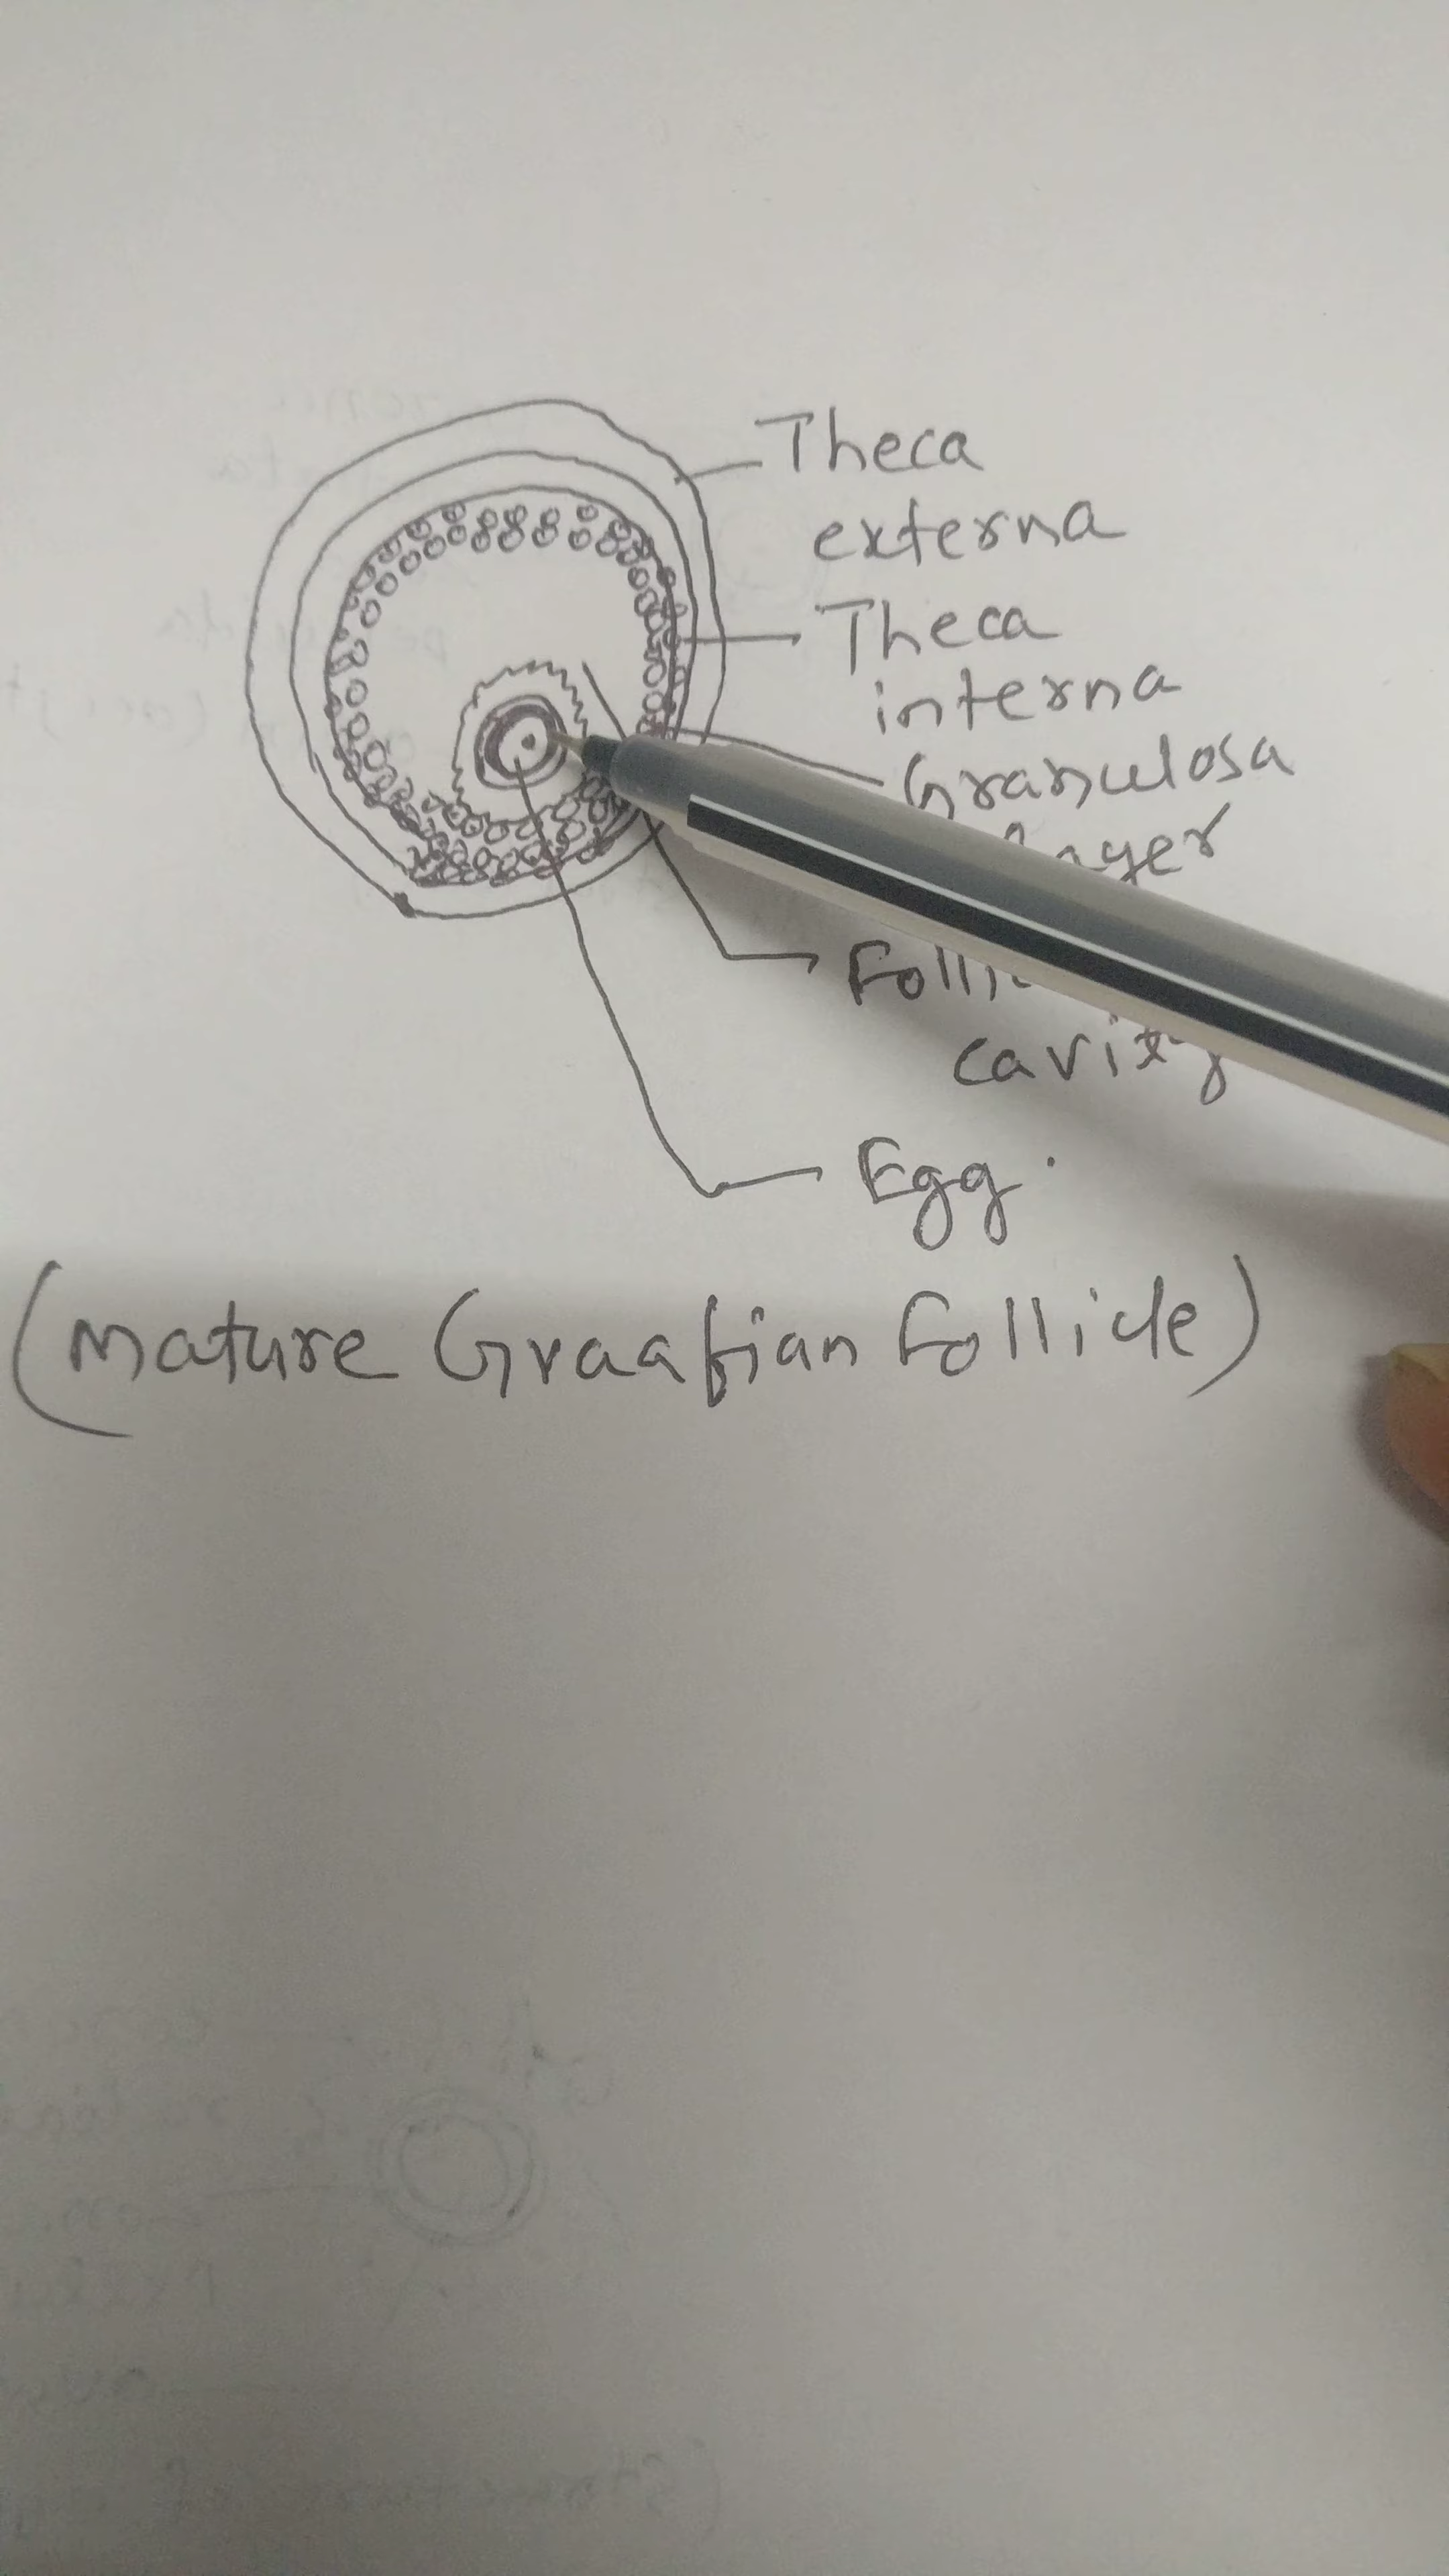 Theca
externa
Theca
interna
Granulosa
cavity
Egg.
(Mature Graafian Follicle)